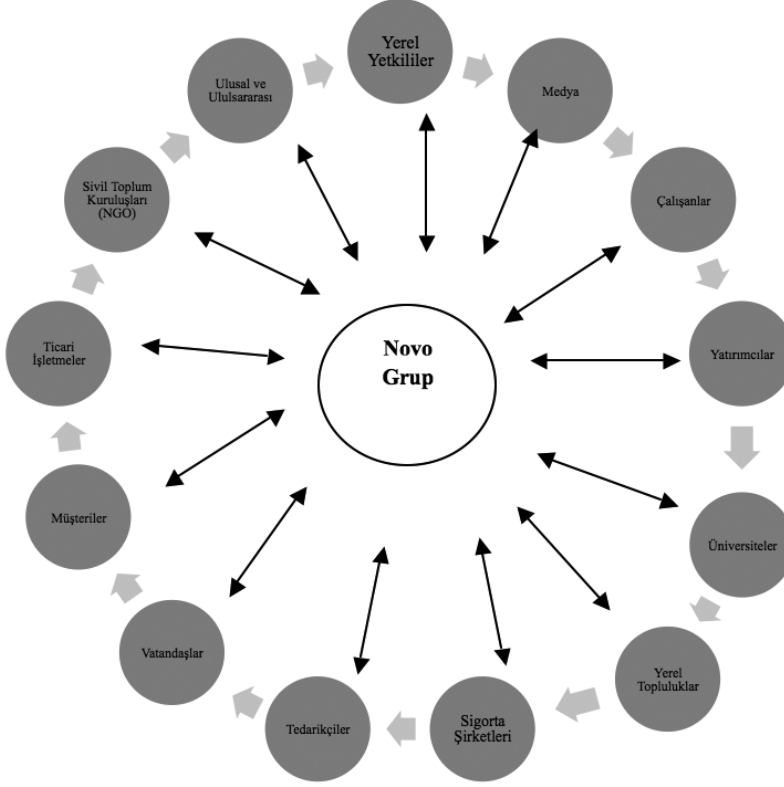 Yerel
Yetkililer
Medya
Çalışanlar
Yatırımcılar
Üniversiteler
Yerel
Topluluklar
Sigorta
Şirketleri
Tedarikçiler
Vatandaşlar
Müşteriler
Ticari
İşletmeler
Sivil Toplum
Kuruluşları
(NGO)
Ulusal ve
Ululsararası
Novo
Grup